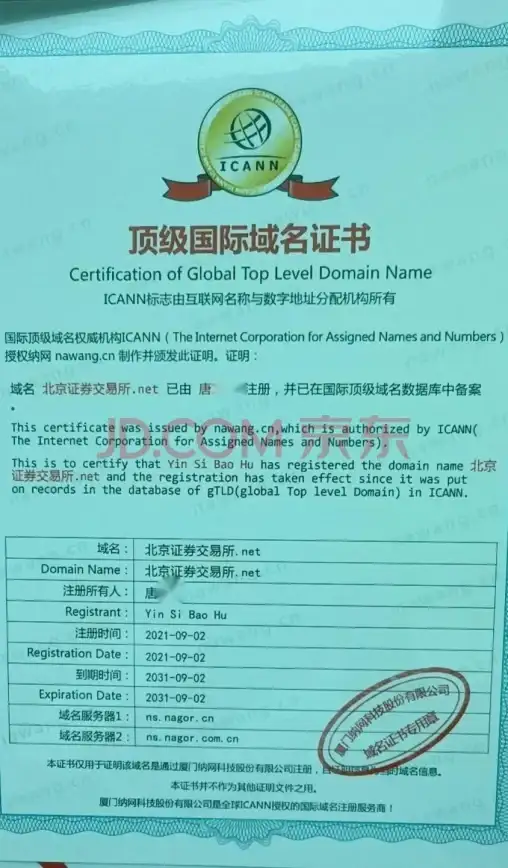 ICANN
顶级国际域名证书
Certification of Global Top Level Domain Name
ICANN标志由互联网名称与数字地址分配机构所有
国际顶级域名权威机构ICANN（The Internet Corporation for Assigned Names and Numbers）
授权纳网 nawang.cn 制作并颁发此证明。证明：
域名 北京证券交易所.net 已由 唐 注册，并已在国际顶级域名数据库中备案
。
JD.COM 京东
This certificate was issued by nawang.cn,which is authorized by ICANN(
The Internet Corporation for Assigned Names and Numbers).
This is to certify that Yin Si Bao Hu has registered the domain name 北京
证券交易所.net and the registration has taken effect since it was put
on records in the database of gTLD(global Top level Domain) in ICANN.
域名： 北京证券交易所.net
Domain Name： 北京证券交易所.net
注册所有人： 唐
Registrant： Yin Si Bao Hu
注册时间： 2021-09-02
Registration Date： 2021-09-02
到期时间： 2031-09-02
Expiration Date： 2031-09-02
域名服务器1： ns.nagor.cn
域名服务器2： ns.nagor.com.cn
厦门纳网科技股份有限公司
域名证书专用章
本证书仅用于证明该域名是通过厦门纳网科技股份有限公司注册，的域名信息。
本证书并不作为其他证明文件之用。
厦门纳网科技股份有限公司是全球ICANN授权的国际域名注册服务商！